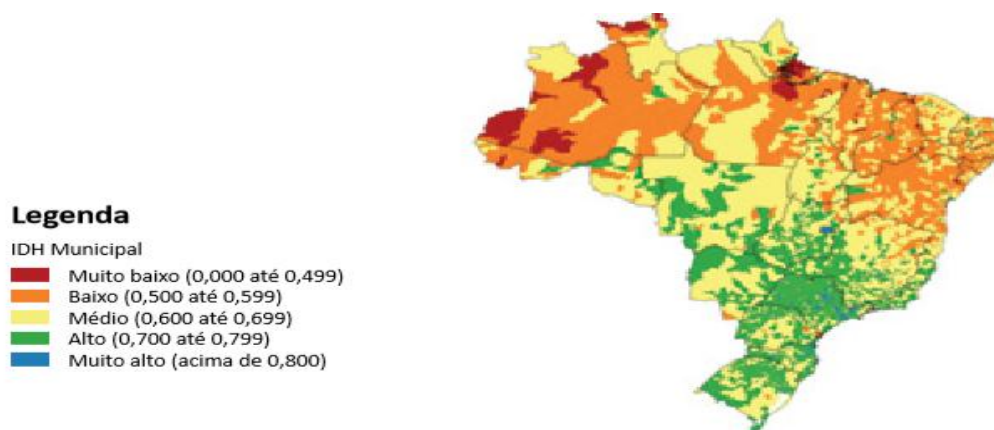 Legenda
IDH Municipal
Muito baixo (0,000 até 0,499)
Baixo (0,500 até 0,599)
Médio (0,600 até 0,699)
Alto (0,700 até 0,799)
Muito alto (acima de 0,800)